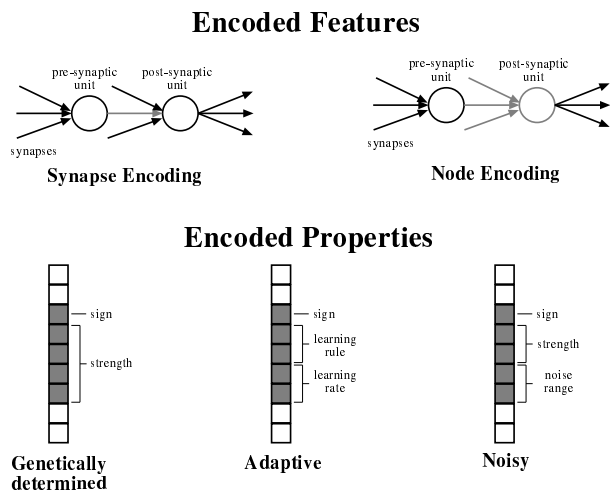 Encoded Features
pre-synaptic
unit
post-synaptic
unit
synapses
Synapse Encoding
pre-synaptic
unit
post-synaptic
unit
synapses
Node Encoding
Encoded Properties
sign
strength
Genetically
determined
sign
learning
rule
learning
rate
Adaptive
sign
strength
noise
range
Noisy